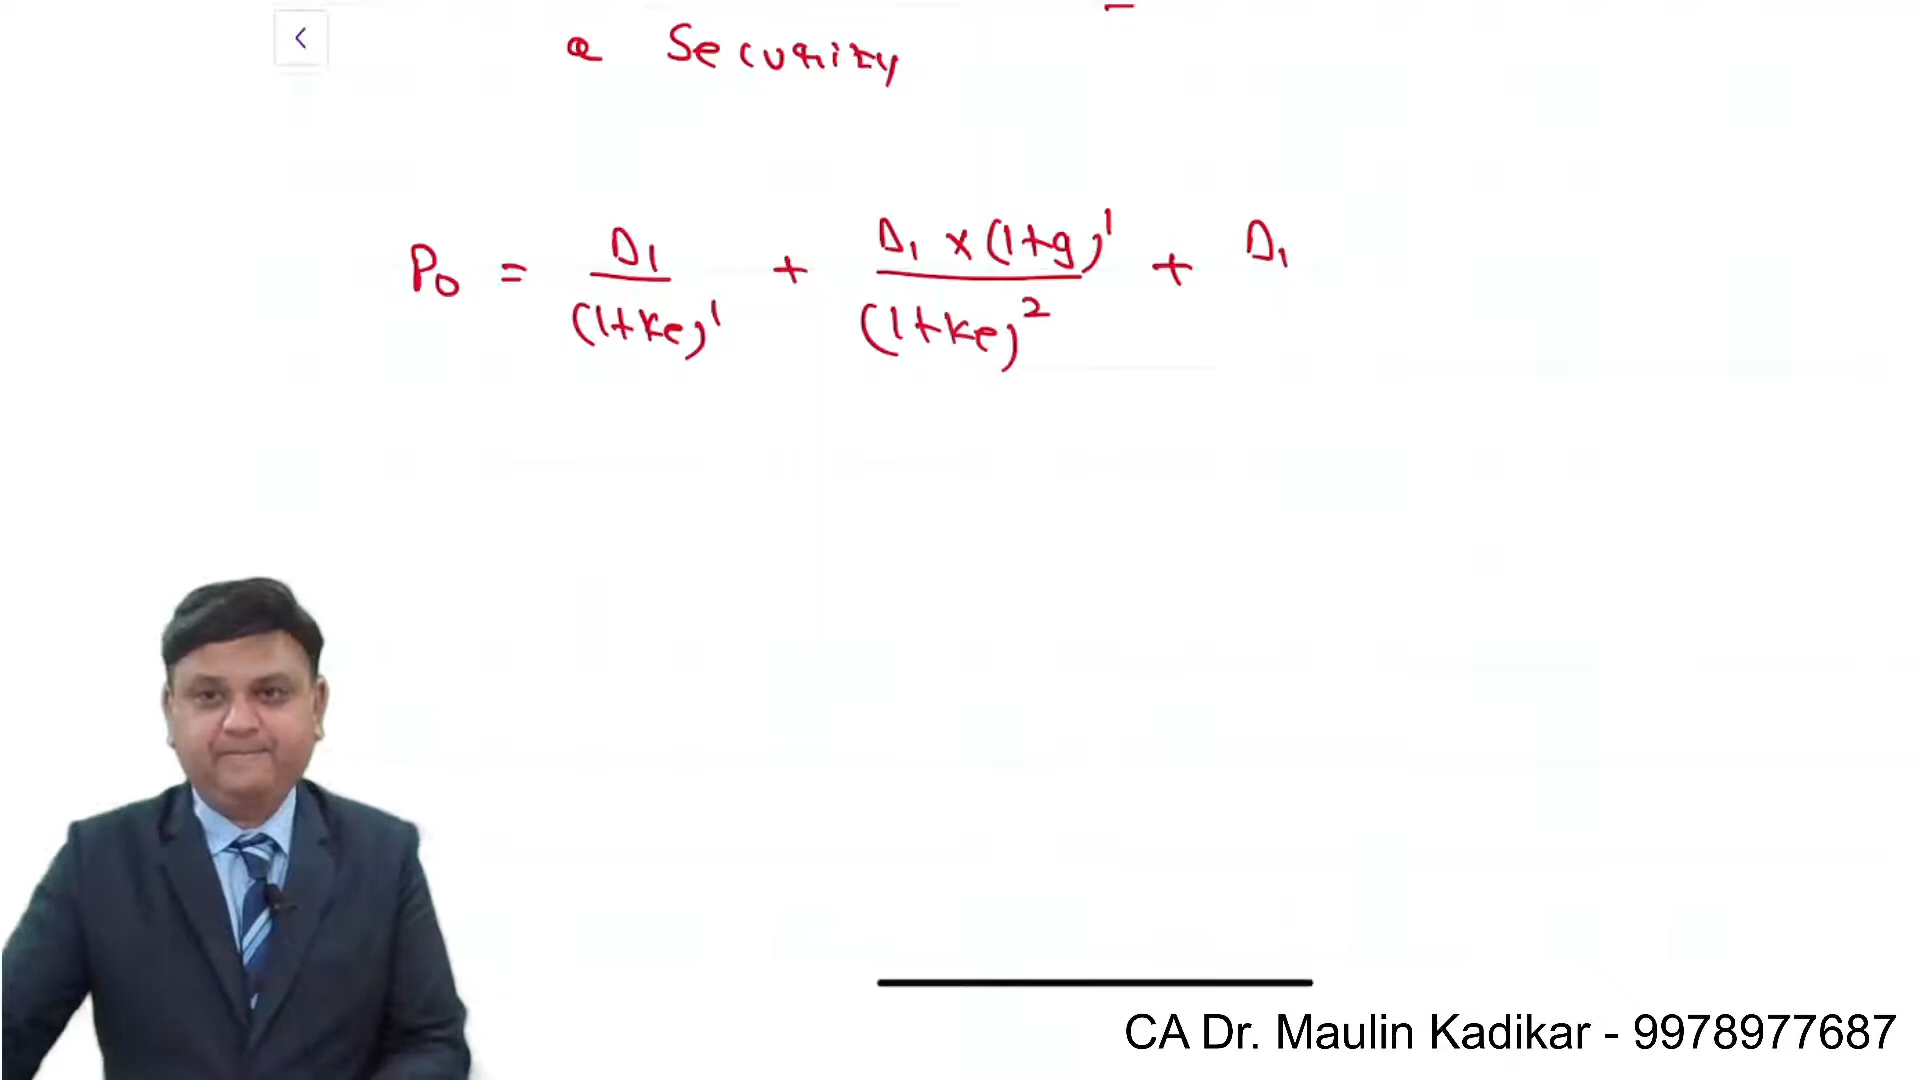 a Security
P0 = D1/(1+ke)^1 + D1 x (1+g)^1/(1+ke)^2 + D1
CA Dr. Maulin Kadikar - 9978977687